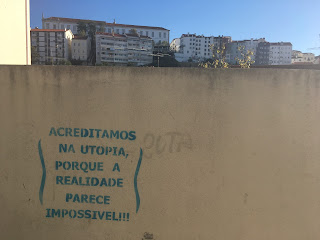 ACREDITAMOS
NA UTOPIA,
PORQUE A
REALIDADE
PARECE
IMPOSSIVEL!!!